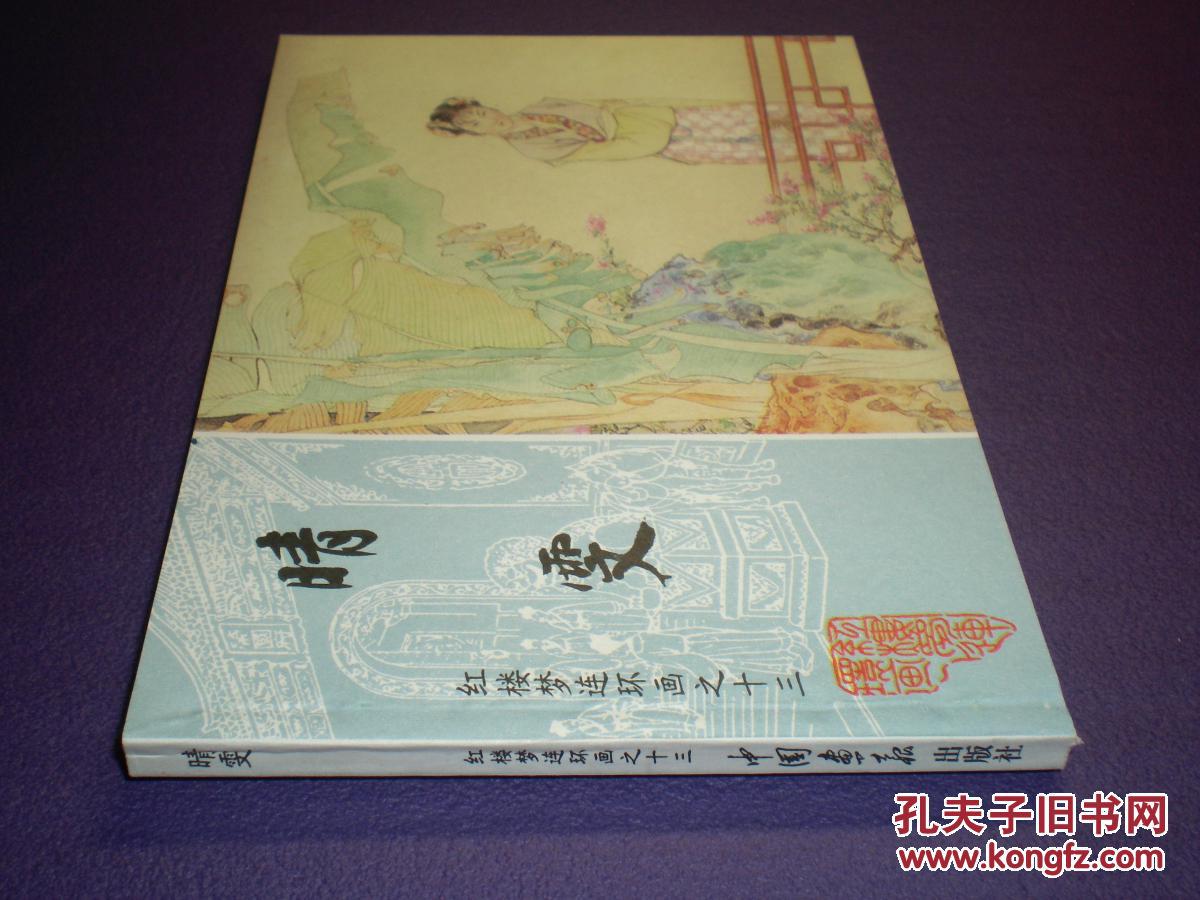 晴雯
红楼梦连环画之十三
晴雯 红楼梦连环画之十三 中国画报出版社
孔夫子旧书网
www.kongfz.com